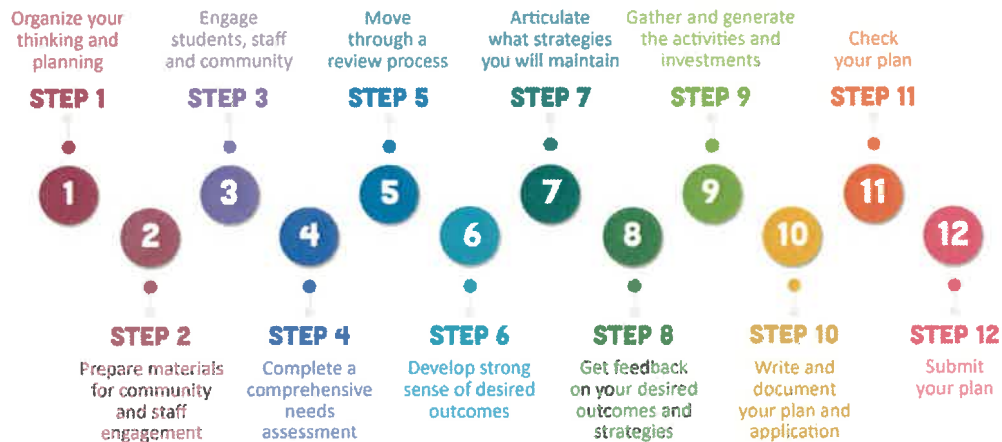 Organize your
thinking and
planning
STEP 1
1
2
STEP 2
Prepare materials
for community
and staff
engagement
Engage
students, staff
and community
STEP 3
3
4
STEP 4
Complete a
comprehensive
needs
assessment
Move
through a
review process
STEP 5
5
6
STEP 6
Develop strong
sense of desired
outcomes
Articulate
what strategies
you will maintain
STEP 7
7
8
STEP 8
Get feedback
on your desired
outcomes and
strategies
Gather and generate
the activities and
investments
STEP 9
9
10
STEP 10
Write and
document
your plan and
application
Check
your plan
STEP 11
11
12
STEP 12
Submit
your plan